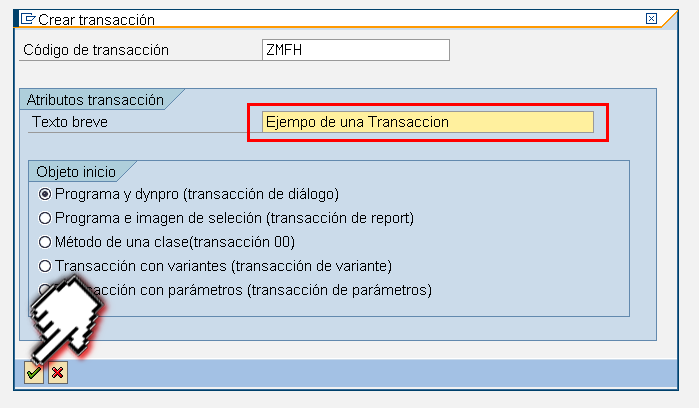 Crear transacción
Código de transacción ZMFH
Atributos transacción
Texto breve Ejempo de una Transaccion
Objeto inicio
Programa y dynpro (transacción de diálogo)
Programa e imagen de seleción (transacción de report)
Método de una clase(transacción 00)
Transacción con variantes (transacción de variante)
con parámetros (transacción de parámetros)